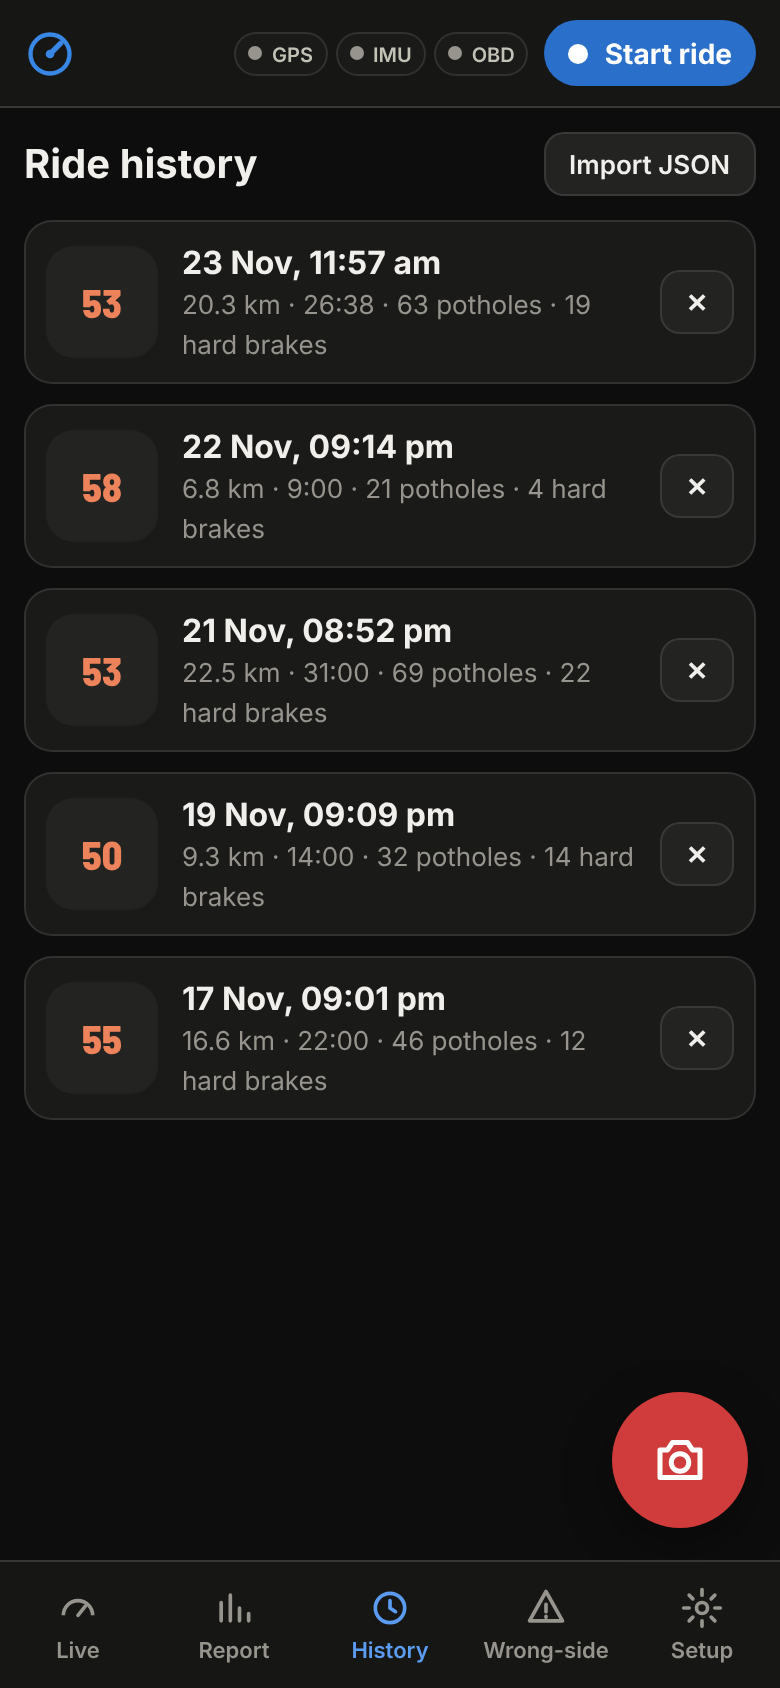 GPS IMU OBD Start ride
Ride history Import JSON
53
23 Nov, 11:57 am
20.3 km · 26:38 · 63 potholes · 19
hard brakes
×
58
22 Nov, 09:14 pm
6.8 km · 9:00 · 21 potholes · 4 hard
brakes
×
53
21 Nov, 08:52 pm
22.5 km · 31:00 · 69 potholes · 22
hard brakes
×
50
19 Nov, 09:09 pm
9.3 km · 14:00 · 32 potholes · 14 hard
brakes
×
55
17 Nov, 09:01 pm
16.6 km · 22:00 · 46 potholes · 12
hard brakes
×
Live Report History Wrong-side Setup